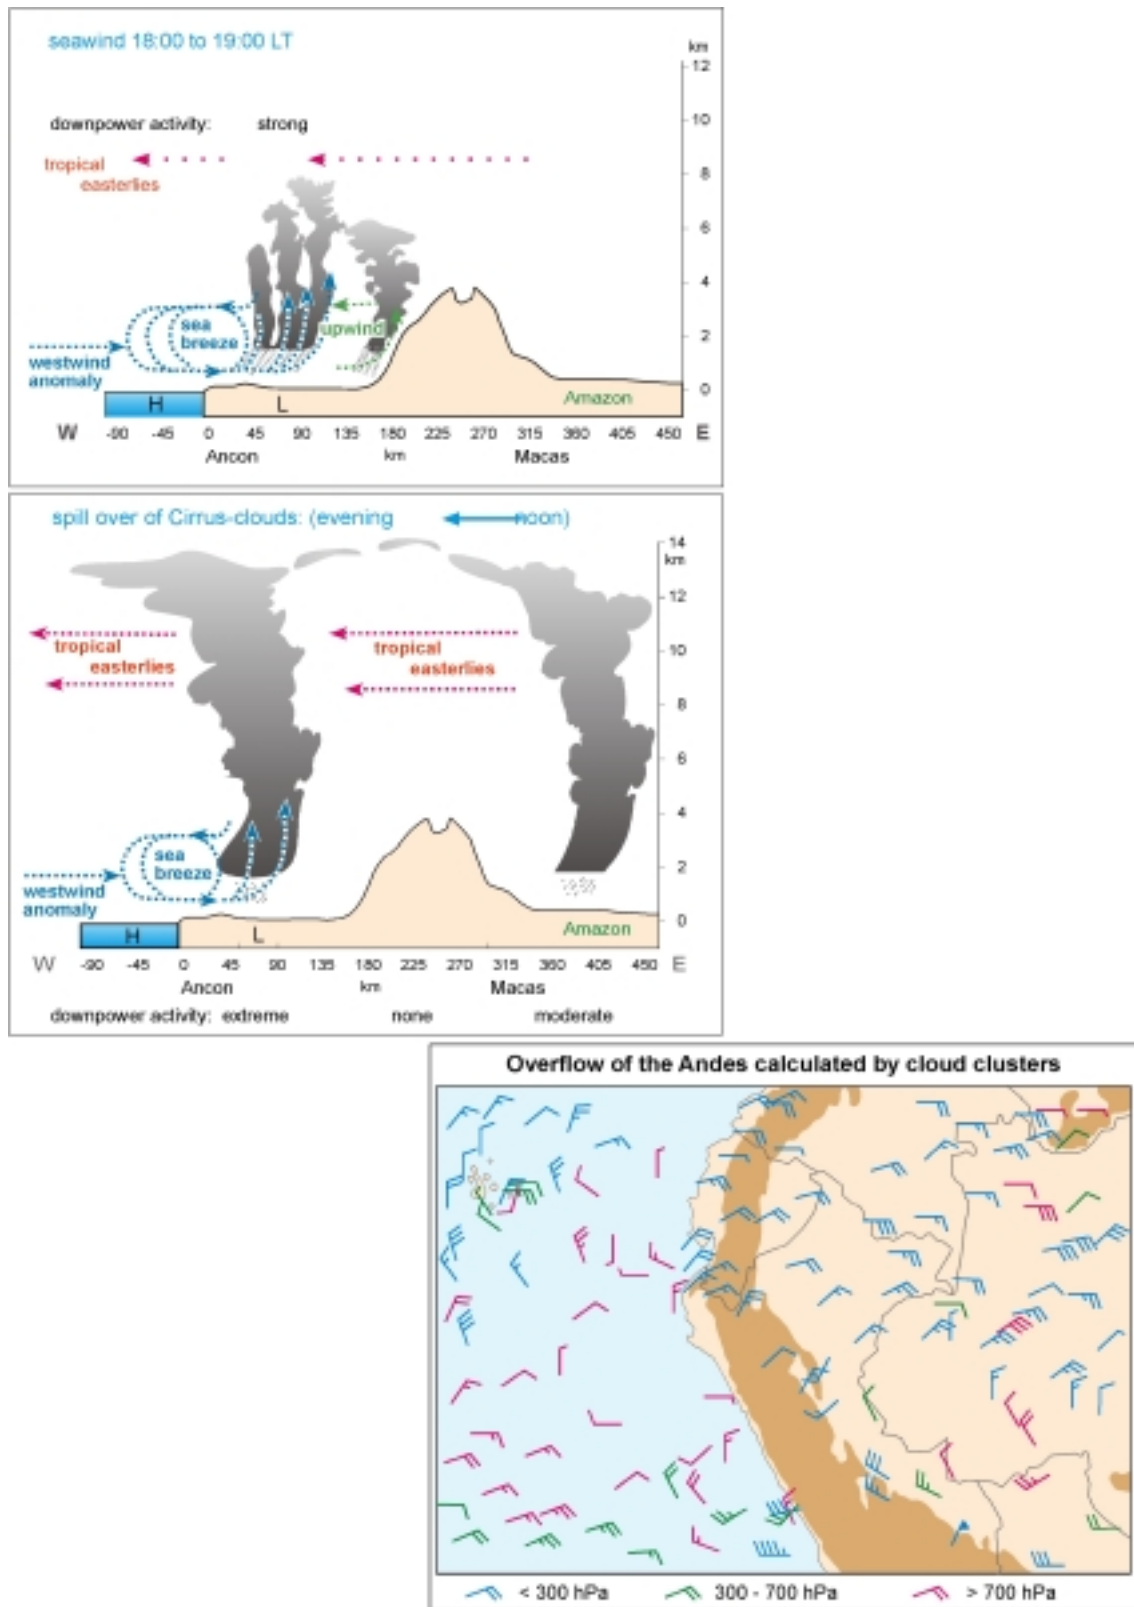 seawind 18:00 to 19:00 LT
km
12
downpower activity: strong
10
tropical
easterlies
8
6
4
upwind
sea
breeze
2
westwind
anomaly
0
H L Amazon
W -90 -45 0 45 90 135 180 225 270 315 360 405 450 E
Ancon km Macas
spill over of Cirrus-clouds: (evening noon)
14
km
12
tropical
easterlies
tropical
easterlies
10
8
6
4
sea
breeze
2
westwind
anomaly
0
H L Amazon
W -90 -45 0 45 90 135 180 225 270 315 360 405 450 E
Ancon km Macas
downpower activity: extreme none moderate
Overflow of the Andes calculated by cloud clusters
< 300 hPa 300 - 700 hPa > 700 hPa